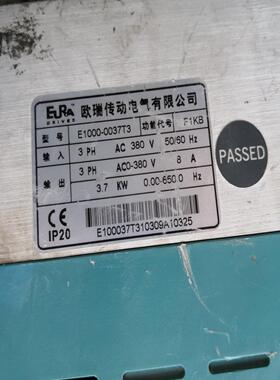 EURA
DRIVES
欧瑞传动电气有限公司
型号 E1000-0037T3 功能代号 F1KB
输入 3 PH AC 380 V 50/60 Hz
3 PH AC0-380 V 8 A
输出 3.7 KW 0.00-650.0 Hz
CE
IP20
E100037T310309A10325
PASSED